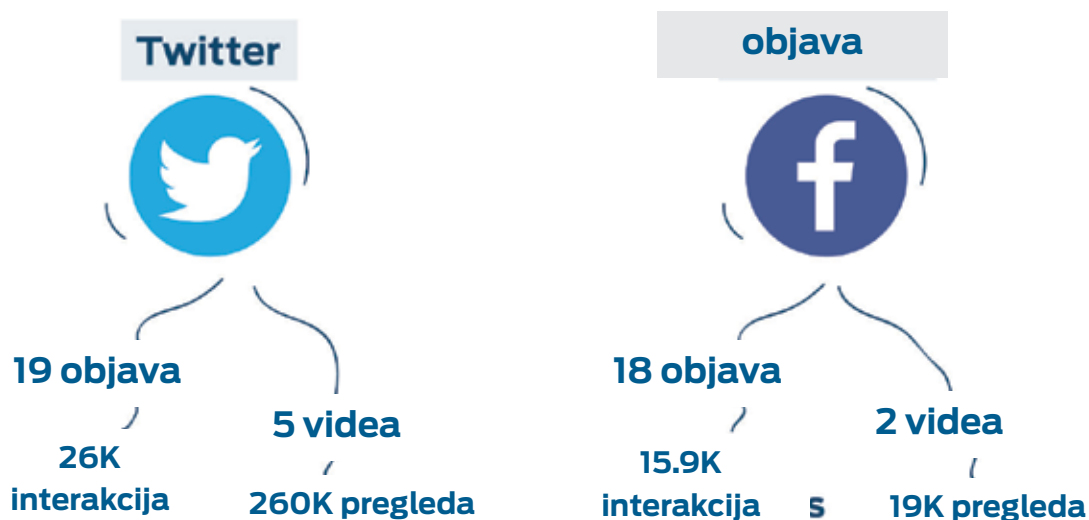 Twitter
19 objava
26K
interakcija
5 videa
260K pregleda
objava
18 objava
15.9K
interakcija
s
2 videa
19K pregleda